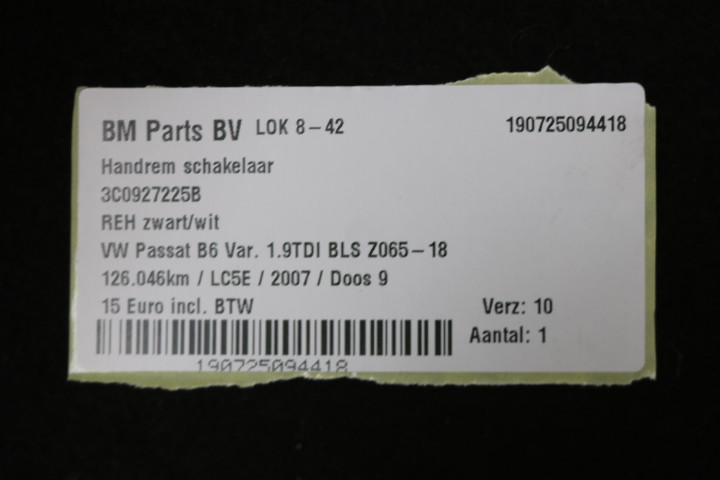 BM Parts BV LOK 8-42 190725094418
Handrem schakelaar
3C0927225B
REH zwart/wit
VW Passat B6 Var. 1.9TDI BLS Z065-18
126.046km / LC5E / 2007 / Doos 9
15 Euro incl. BTW Verz: 10
Aantal: 1
190725094418